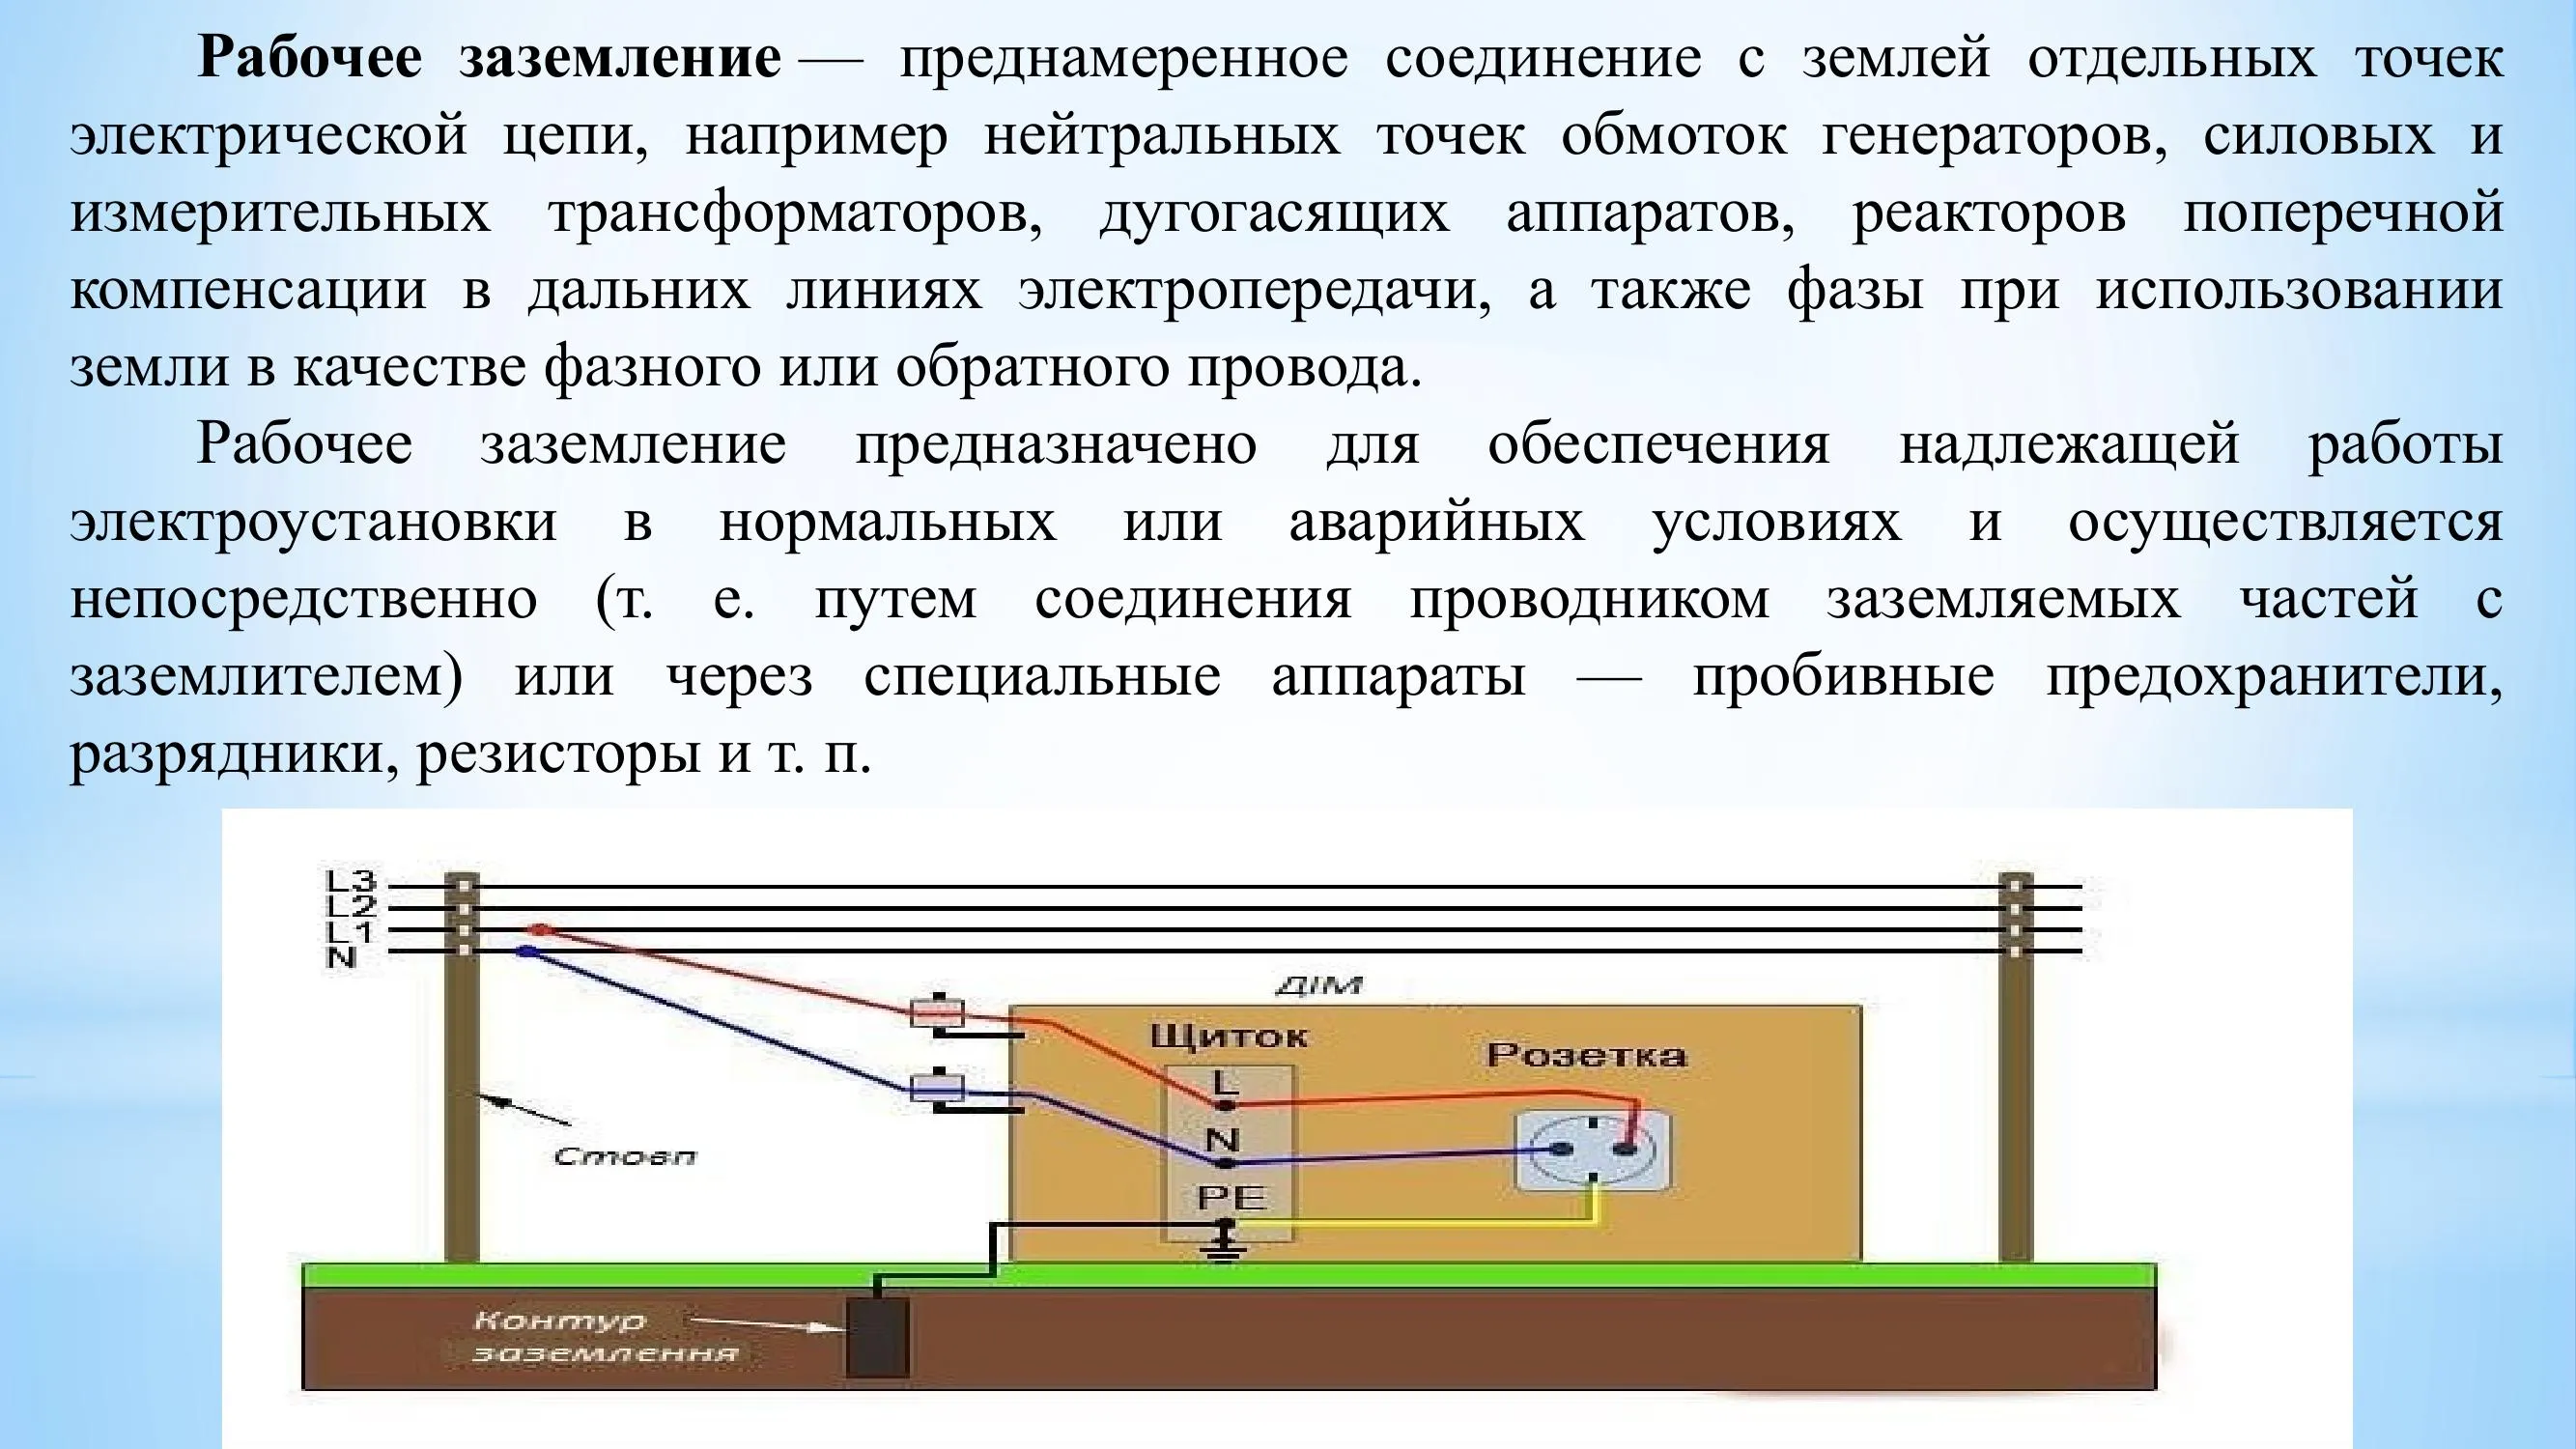 Рабочее заземление — преднамеренное соединение с землей отдельных точек
электрической цепи, например нейтральных точек обмоток генераторов, силовых и
измерительных трансформаторов, дугогасящих аппаратов, реакторов поперечной
компенсации в дальних линиях электропередачи, а также фазы при использовании
земли в качестве фазного или обратного провода.
Рабочее заземление предназначено для обеспечения надлежащей работы
электроустановки в нормальных или аварийных условиях и осуществляется
непосредственно (т. е. путем соединения проводником заземляемых частей с
заземлителем) или через специальные аппараты — пробивные предохранители,
разрядники, резисторы и т. п.
L3
L2
L1
N
дім
Щиток
Розетка
L
N
PE
Стовп
Контур
заземлення